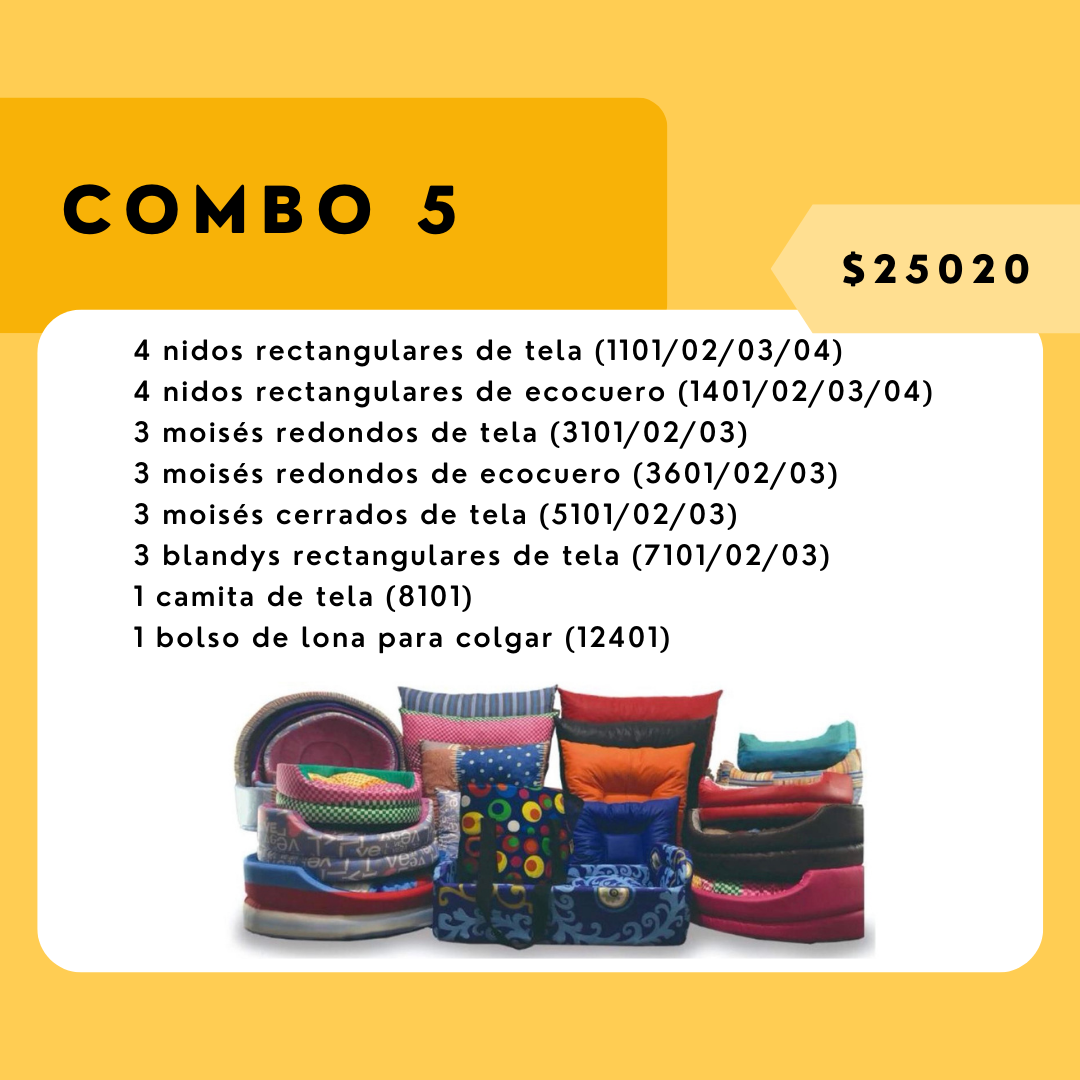 COMBO 5
$25020
4 nidos rectangulares de tela (1101/02/03/04)
4 nidos rectangulares de ecocuero (1401/02/03/04)
3 moisés redondos de tela (3101/02/03)
3 moisés redondos de ecocuero (3601/02/03)
3 moisés cerrados de tela (5101/02/03)
3 blandys rectangulares de tela (7101/02/03)
1 camita de tela (8101)
1 bolso de lona para colgar (12401)